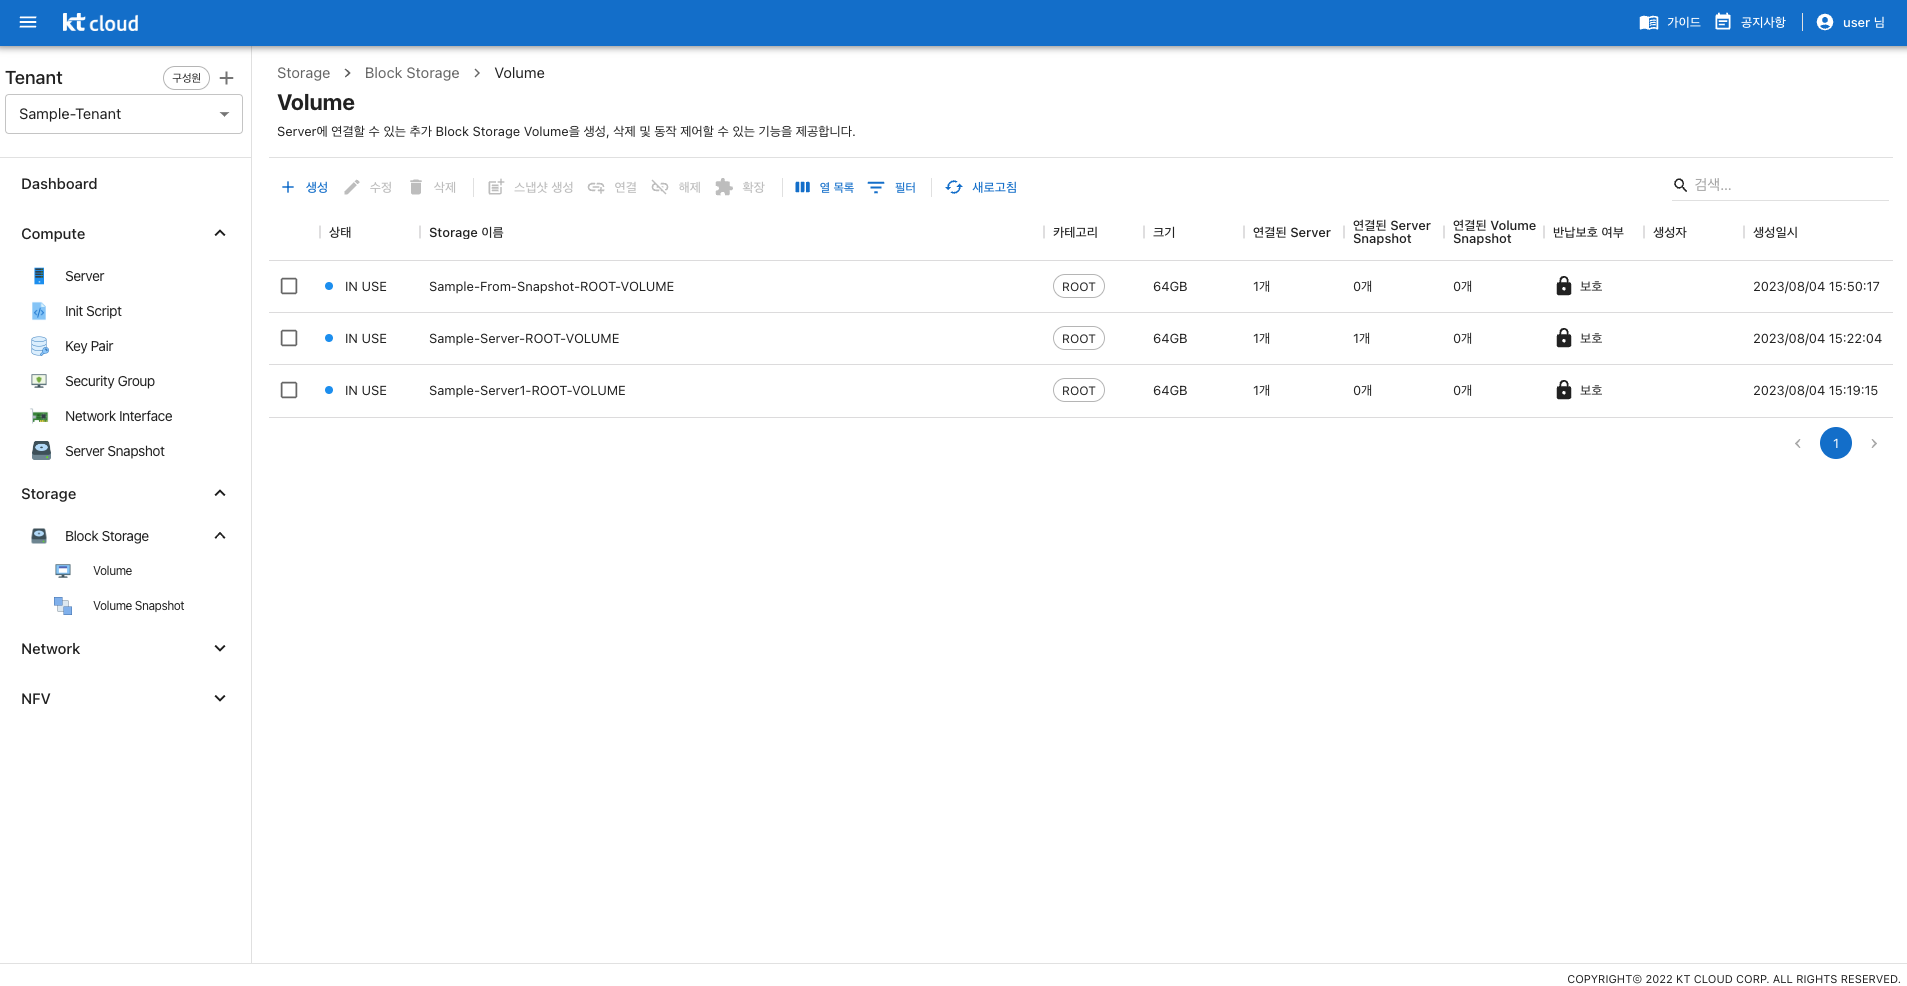 kt cloud
가이드 공지사항 user 님
Tenant 구성원
Sample-Tenant
Dashboard
Compute
Server
Init Script
Key Pair
Security Group
Network Interface
Server Snapshot
Storage
Block Storage
Volume
Volume Snapshot
Network
NFV
Storage > Block Storage > Volume
Volume
Server에 연결할 수 있는 추가 Block Storage Volume을 생성, 삭제 및 동작 제어할 수 있는 기능을 제공합니다.
생성 수정 삭제 스냅샷 생성 연결 해제 확장 열 목록 필터 새로고침 검색...
상태 Storage 이름 카테고리 크기 연결된 Server 연결된 Server Snapshot 연결된 Volume Snapshot 반납보호 여부 생성자 생성일시
IN USE Sample-From-Snapshot-ROOT-VOLUME ROOT 64GB 1개 0개 0개 보호 2023/08/04 15:50:17
IN USE Sample-Server-ROOT-VOLUME ROOT 64GB 1개 1개 0개 보호 2023/08/04 15:22:04
IN USE Sample-Server1-ROOT-VOLUME ROOT 64GB 1개 0개 0개 보호 2023/08/04 15:19:15
1
COPYRIGHT© 2022 KT CLOUD CORP. ALL RIGHTS RESERVED.